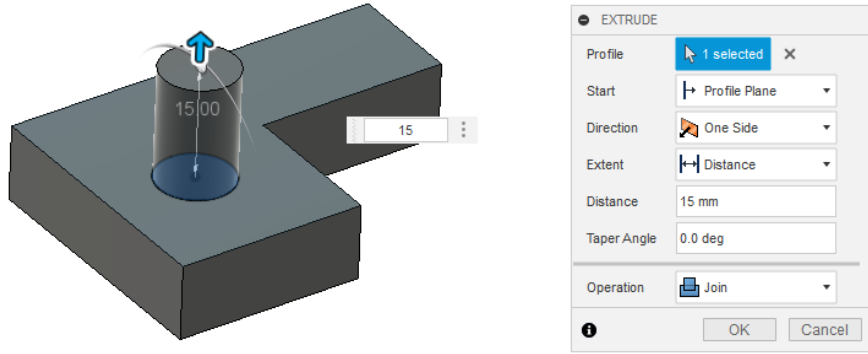 15.00
15
EXTRUDE
Profile 1 selected
Start Profile Plane
Direction One Side
Extent Distance
Distance 15 mm
Taper Angle 0.0 deg
Operation Join
OK Cancel